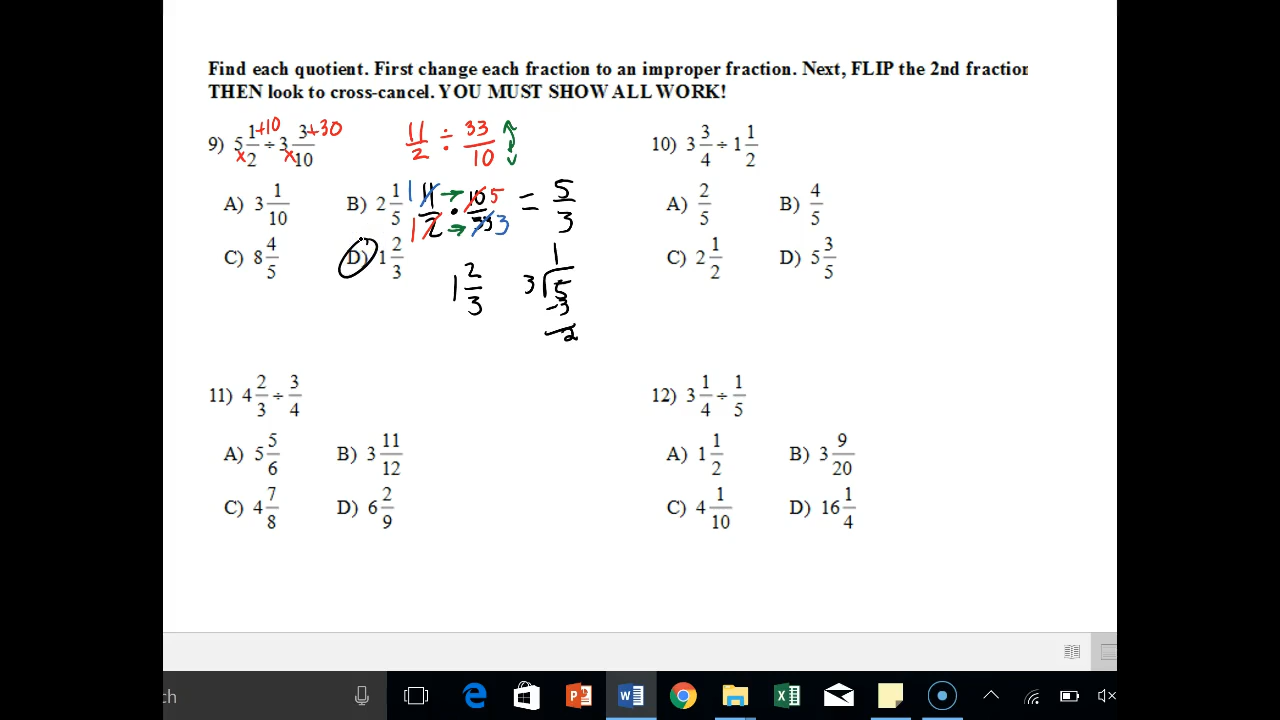 Find each quotient. First change each fraction to an improper fraction. Next, FLIP the 2nd fraction
THEN look to cross-cancel. YOU MUST SHOW ALL WORK!
9) 5 1/2 ÷ 3 3/10
x +10 x +30
11/2 ÷ 33/10
A) 3 1/10 B) 2 1/5
C) 8 4/5 D) 1 2/3
11/2 • 10/33 = 5/3
1 5
1 3
1 2/3
1
3 5
-3
2
10) 3 3/4 ÷ 1 1/2
A) 2/5 B) 4/5
C) 2 1/2 D) 5 3/5
11) 4 2/3 ÷ 3/4
A) 5 5/6 B) 3 11/12
C) 4 7/8 D) 6 2/9
12) 3 1/4 ÷ 1/5
A) 1 1/2 B) 3 9/20
C) 4 1/10 D) 16 1/4
ch